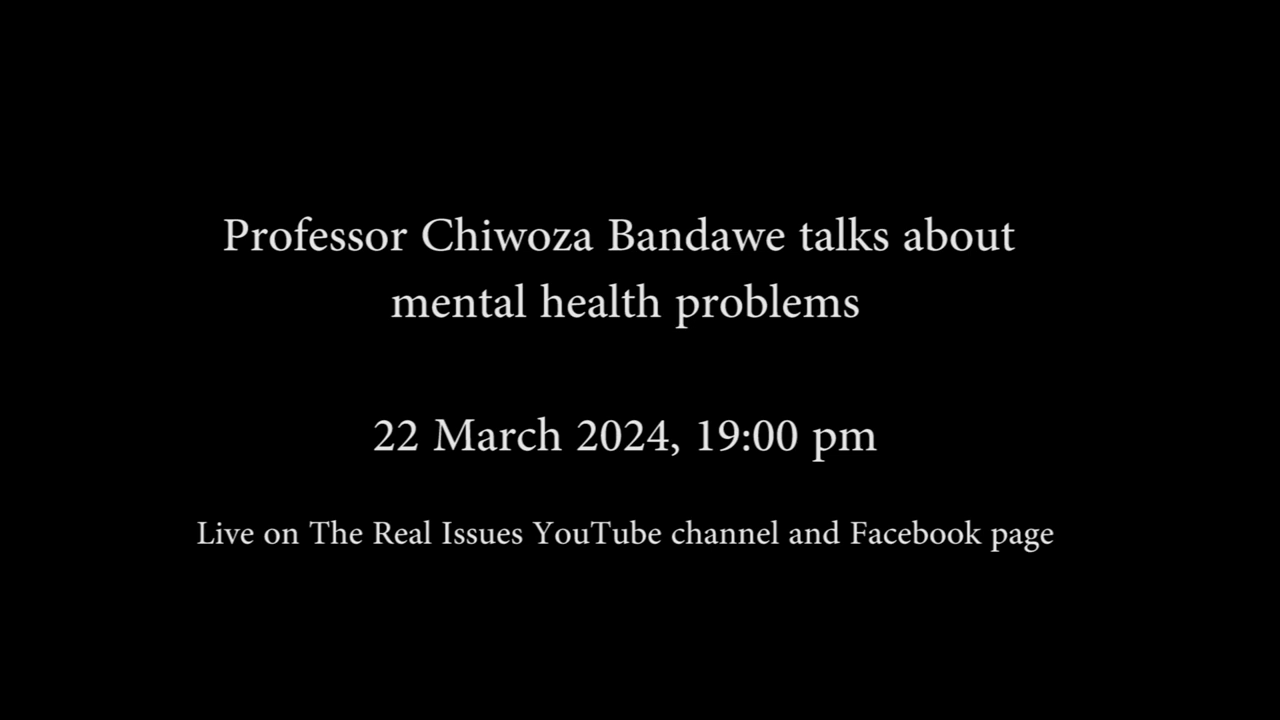 Professor Chiwoza Bandawe talks about
mental health problems
22 March 2024, 19:00 pm
Live on The Real Issues YouTube channel and Facebook page